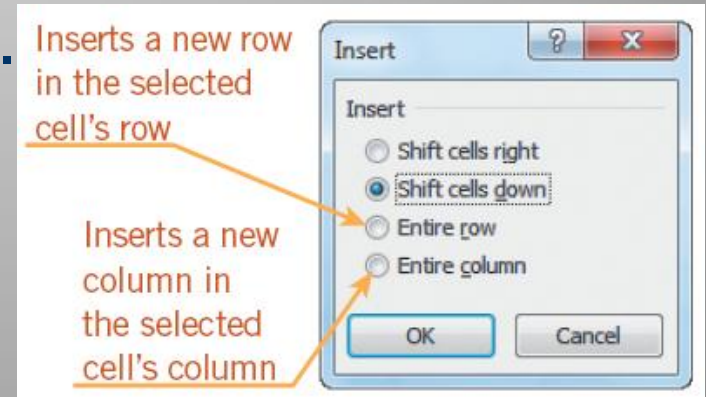 Inserts a new row
in the selected
cell's row
Inserts a new
column in
the selected
cell's column
Insert
Insert
Shift cells right
Shift cells down
Entire row
Entire column
OK
Cancel